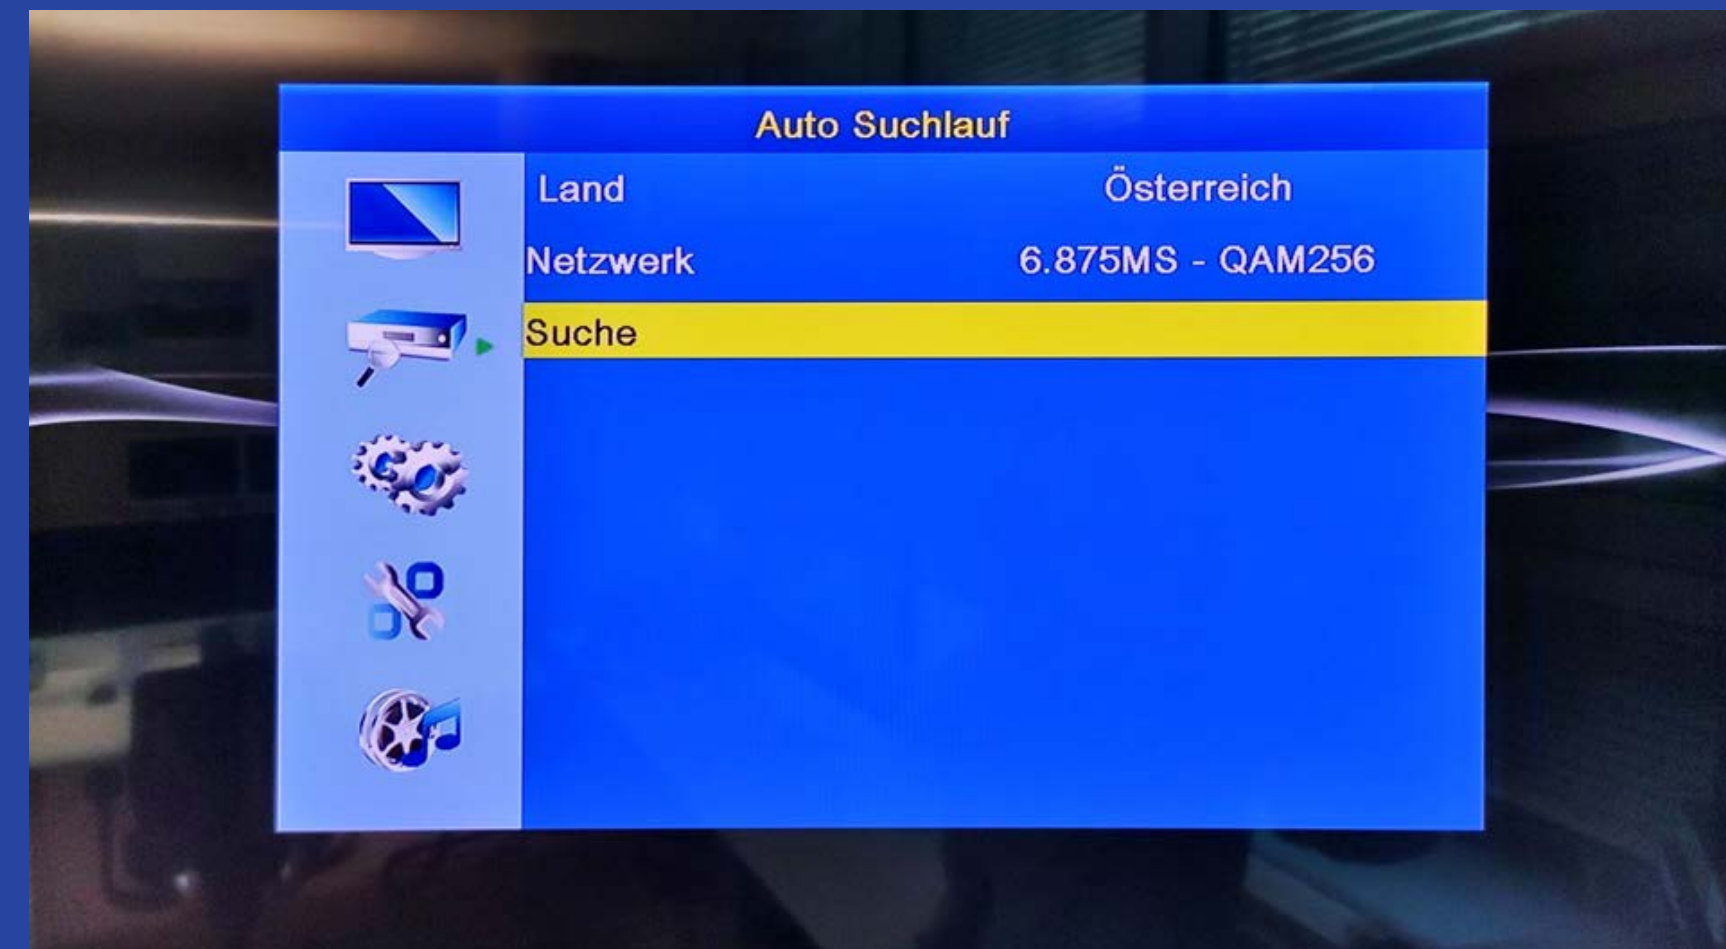 Auto Suchlauf
Land Österreich
Netzwerk 6.875MS - QAM256
Suche